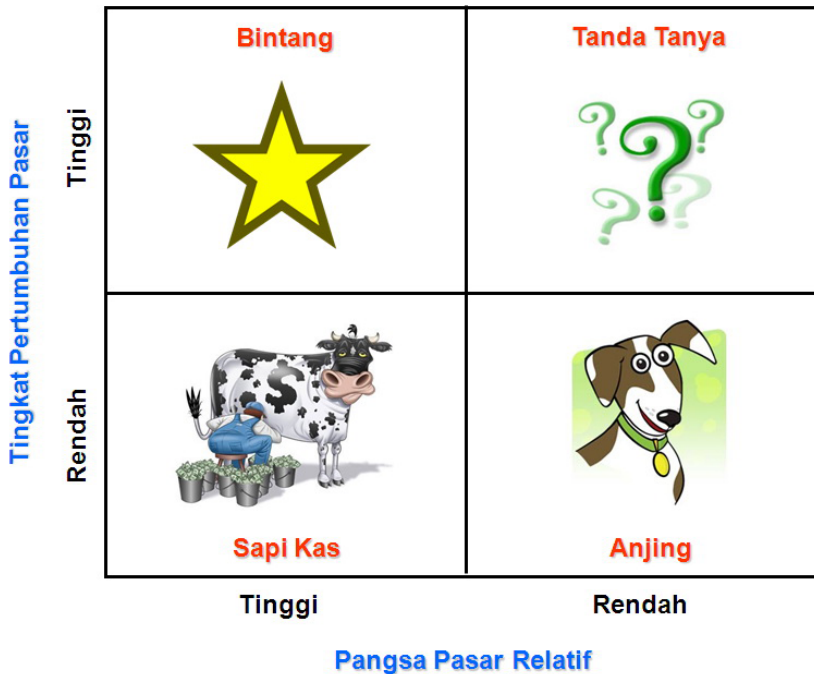 Bintang
Tanda Tanya
Tingkat Pertumbuhan Pasar
Tinggi
Rendah
S
Sapi Kas
Anjing
Tinggi
Rendah
Pangsa Pasar Relatif